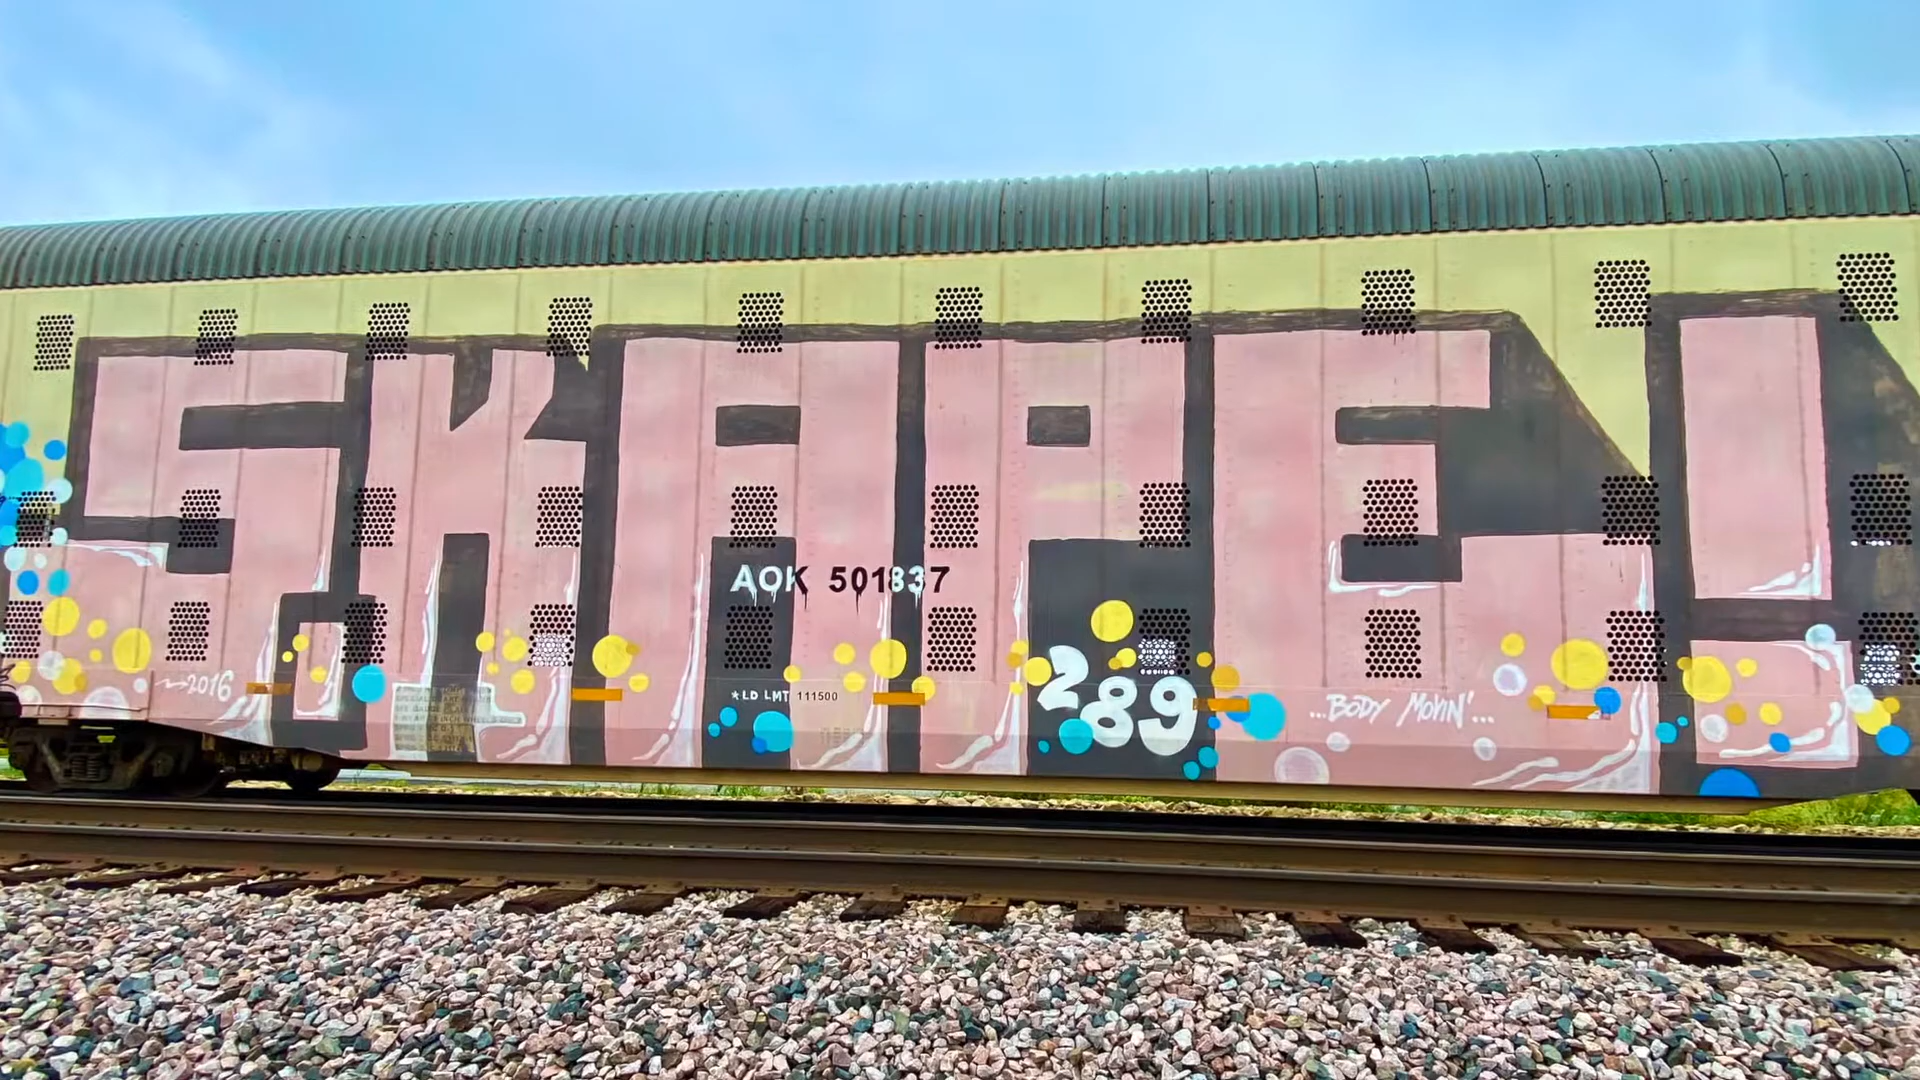 SKAPE!
AOK 501837
~2016
*LD LMT 111500
289
...BODY MOVIN'...